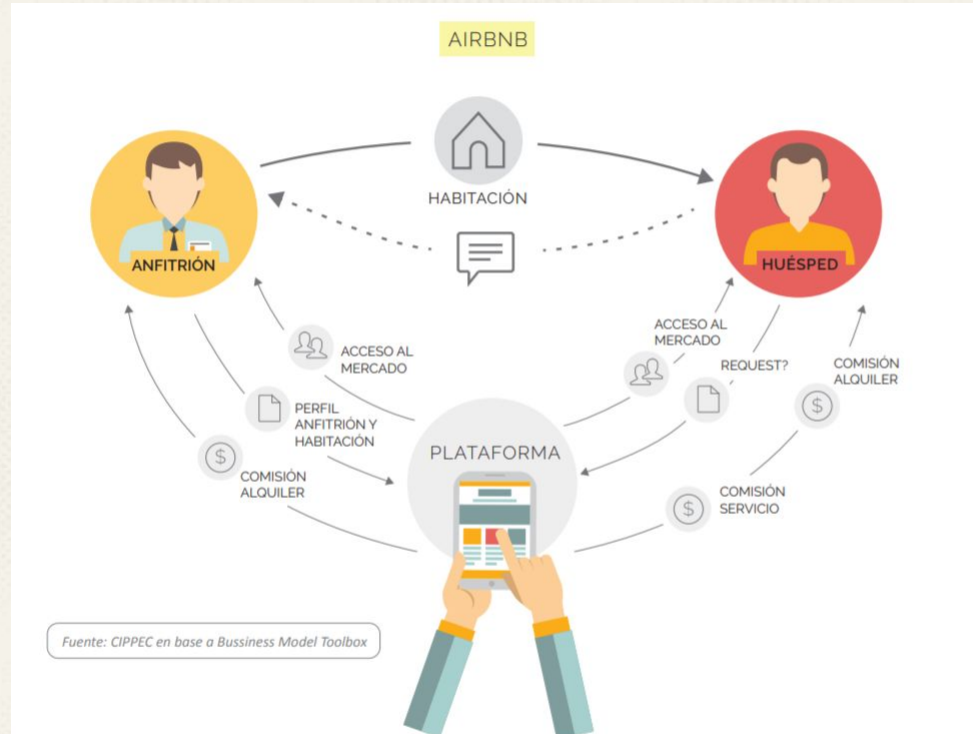 AIRBNB
HABITACIÓN
ANFITRIÓN
HUÉSPED
ACCESO AL
MERCADO
PERFIL
ANFITRIÓN Y
HABITACIÓN
$
COMISIÓN
ALQUILER
PLATAFORMA
ACCESO AL
MERCADO
REQUEST?
COMISIÓN
ALQUILER
$
COMISIÓN
SERVICIO
$
Fuente: CIPPEC en base a Bussiness Model Toolbox